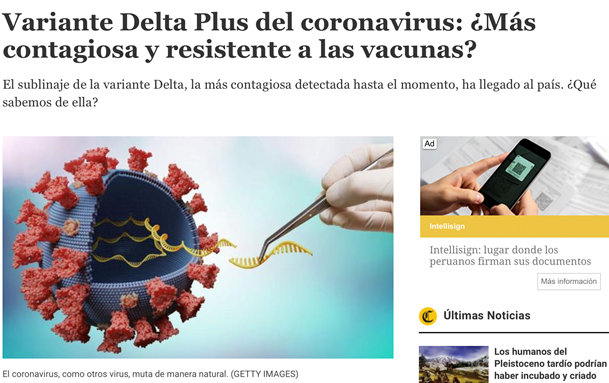 Variante Delta Plus del coronavirus: ¿Más
contagiosa y resistente a las vacunas?
El sublinaje de la variante Delta, la más contagiosa detectada hasta el momento, ha llegado al país. ¿Qué
sabemos de ella?
Ad
Intellisign
Intellisign: lugar donde los
peruanos firman sus documentos
Más información
El coronavirus, como otros virus, muta de manera natural. (GETTY IMAGES)
Últimas Noticias
Los humanos del
Pleistoceno tardío podrían
haber incubado y criado